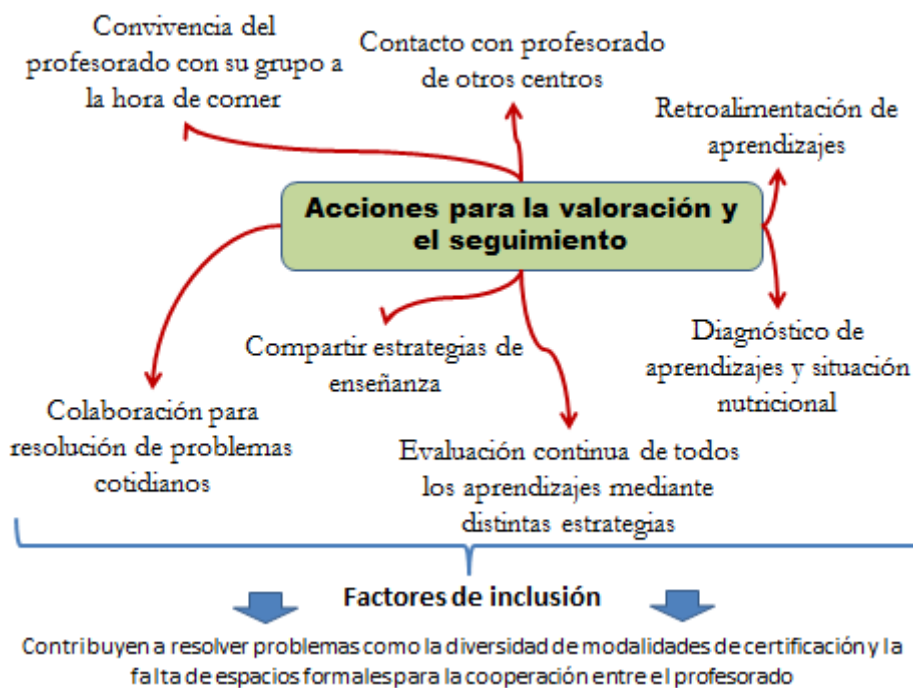 Convivencia del
profesorado con su grupo a
la hora de comer
Contacto con profesorado
de otros centros
Retroalimentación de
aprendizajes
Acciones para la valoración y
el seguimiento
Compartir estrategias de
enseñanza
Diagnóstico de
aprendizajes y situación
nutricional
Colaboración para
resolución de problemas
cotidianos
Evaluación continua de todos
los aprendizajes mediante
distintas estrategias
Factores de inclusión
Contribuyen a resolver problemas como la diversidad de modalidades de certificación y la
falta de espacios formales para la cooperación entre el profesorado